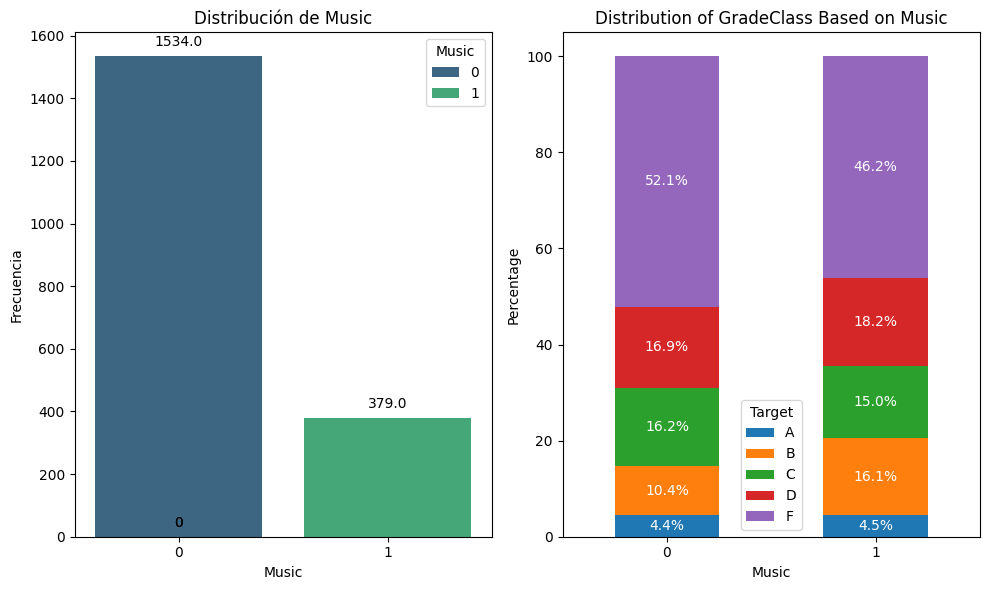 Distribución de Music
1600
1400
1200
1000
800
600
400
200
0
Frecuencia
1534.0
379.0
0
Music
0
1
0
1
Music
Distribution of GradeClass Based on Music
100
80
60
40
20
0
Percentage
52.1%
16.9%
16.2%
10.4%
4.4%
46.2%
18.2%
15.0%
16.1%
4.5%
Target
A
B
C
D
F
0
1
Music